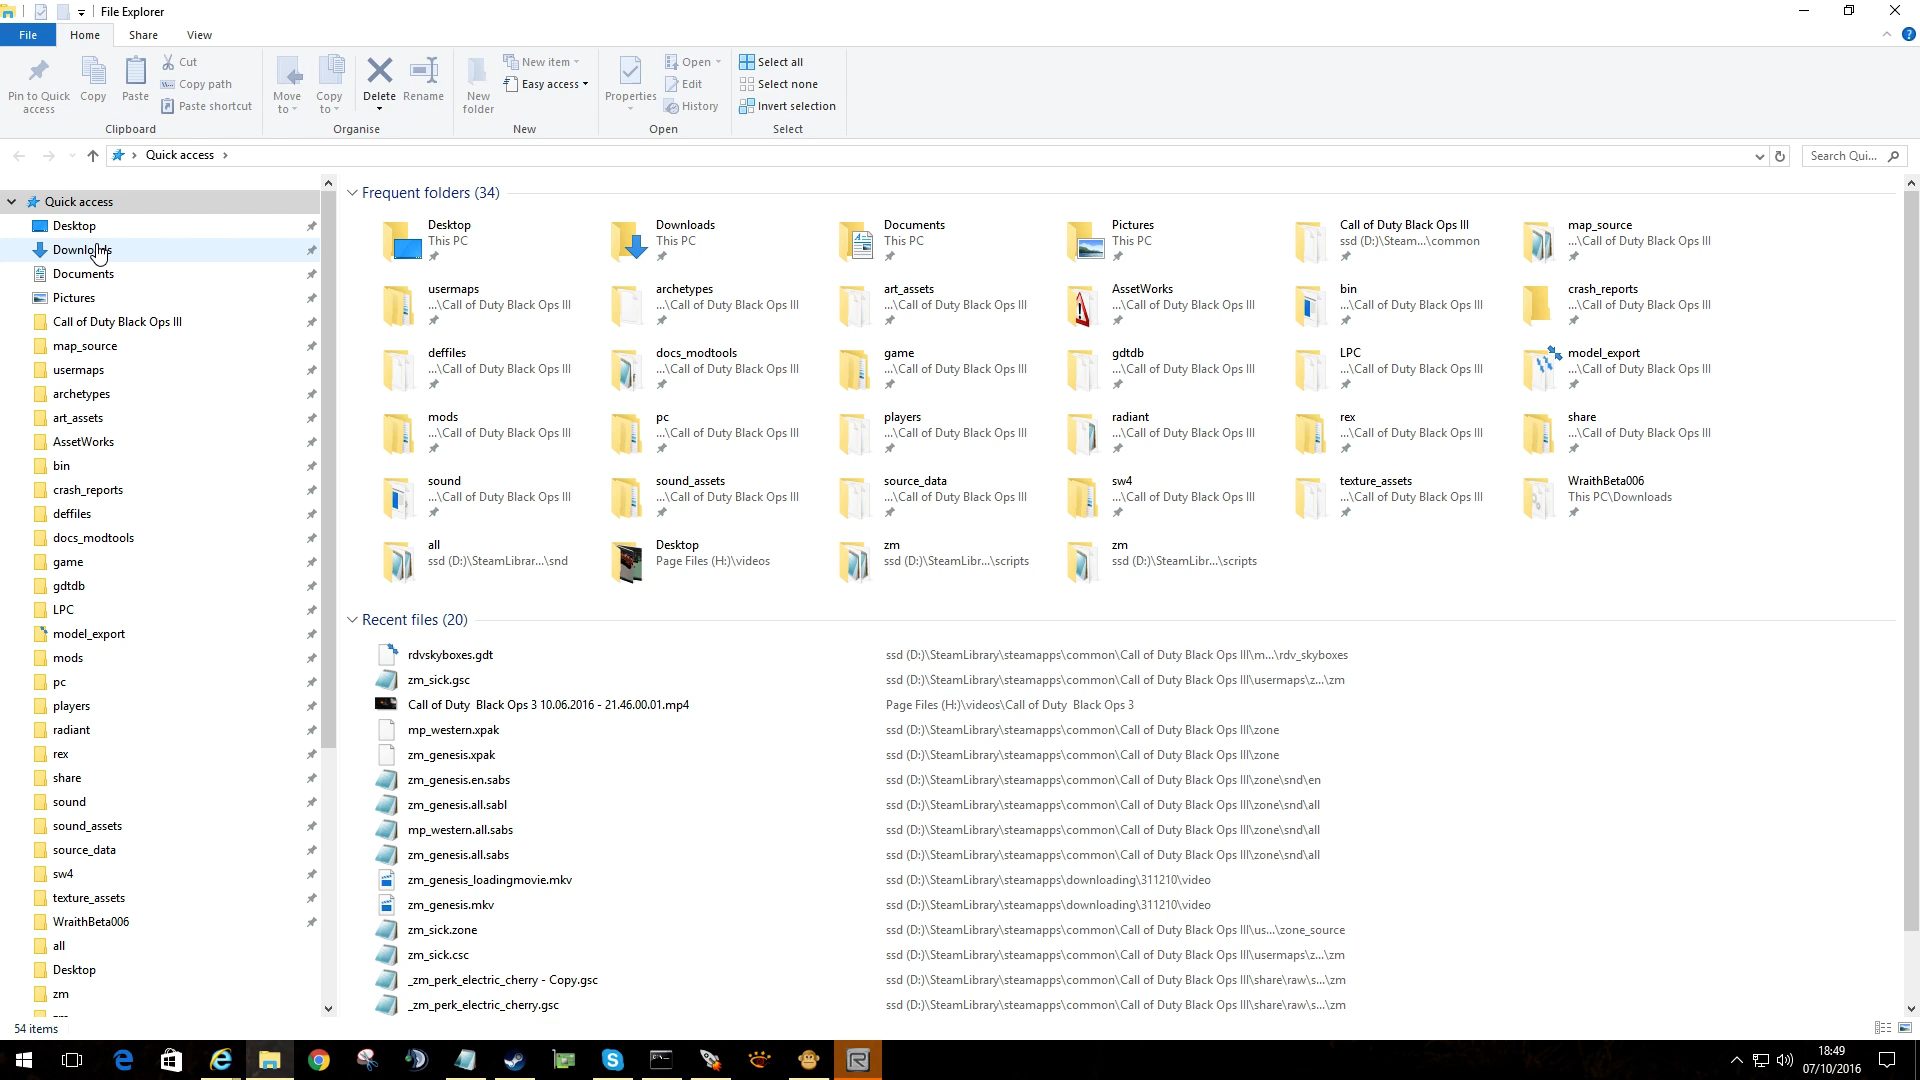 File Explorer
File
Home
Share
View
Pin to Quick
access
Copy
Paste
Cut
Copy path
Paste shortcut
Clipboard
Move
to
Copy
to
Delete
Rename
Organise
New
folder
New item
Easy access
New
Properties
Open
Edit
History
Open
Select all
Select none
Invert selection
Select
Quick access
Search Qui...
Quick access
Desktop
Downloads
Documents
Pictures
Call of Duty Black Ops III
map_source
usermaps
archetypes
art_assets
AssetWorks
bin
crash_reports
deffiles
docs_modtools
game
gdtdb
LPC
model_export
mods
pc
players
radiant
rex
share
sound
sound_assets
source_data
sw4
texture_assets
WraithBeta006
all
Desktop
zm
Frequent folders (34)
Desktop
This PC
Downloads
This PC
Documents
This PC
Pictures
This PC
Call of Duty Black Ops III
ssd (D:)\Steam...\common
map_source
...\Call of Duty Black Ops III
usermaps
...\Call of Duty Black Ops III
archetypes
...\Call of Duty Black Ops III
art_assets
...\Call of Duty Black Ops III
AssetWorks
...\Call of Duty Black Ops III
bin
...\Call of Duty Black Ops III
crash_reports
...\Call of Duty Black Ops III
deffiles
...\Call of Duty Black Ops III
docs_modtools
...\Call of Duty Black Ops III
game
...\Call of Duty Black Ops III
gdtdb
...\Call of Duty Black Ops III
LPC
...\Call of Duty Black Ops III
model_export
...\Call of Duty Black Ops III
mods
...\Call of Duty Black Ops III
pc
...\Call of Duty Black Ops III
players
...\Call of Duty Black Ops III
radiant
...\Call of Duty Black Ops III
rex
...\Call of Duty Black Ops III
share
...\Call of Duty Black Ops III
sound
...\Call of Duty Black Ops III
sound_assets
...\Call of Duty Black Ops III
source_data
...\Call of Duty Black Ops III
sw4
...\Call of Duty Black Ops III
texture_assets
...\Call of Duty Black Ops III
WraithBeta006
This PC\Downloads
all
ssd (D:)\SteamLibrar...\snd
Desktop
Page Files (H:)\videos
zm
ssd (D:)\SteamLibr...\scripts
zm
ssd (D:)\SteamLibr...\scripts
Recent files (20)
rdvskyboxes.gdt ssd (D:)\SteamLibrary\steamapps\common\Call of Duty Black Ops III\m...\rdv_skyboxes
zm_sick.gsc ssd (D:)\SteamLibrary\steamapps\common\Call of Duty Black Ops III\usermaps\z...\zm
Call of Duty  Black Ops 3 10.06.2016 - 21.46.00.01.mp4 Page Files (H:)\videos\Call of Duty  Black Ops 3
mp_western.xpak ssd (D:)\SteamLibrary\steamapps\common\Call of Duty Black Ops III\zone
zm_genesis.xpak ssd (D:)\SteamLibrary\steamapps\common\Call of Duty Black Ops III\zone
zm_genesis.en.sabs ssd (D:)\SteamLibrary\steamapps\common\Call of Duty Black Ops III\zone\snd\en
zm_genesis.all.sabl ssd (D:)\SteamLibrary\steamapps\common\Call of Duty Black Ops III\zone\snd\all
mp_western.all.sabs ssd (D:)\SteamLibrary\steamapps\common\Call of Duty Black Ops III\zone\snd\all
zm_genesis.all.sabs ssd (D:)\SteamLibrary\steamapps\common\Call of Duty Black Ops III\zone\snd\all
zm_genesis_loadingmovie.mkv ssd (D:)\SteamLibrary\steamapps\downloading\311210\video
zm_genesis.mkv ssd (D:)\SteamLibrary\steamapps\downloading\311210\video
zm_sick.zone ssd (D:)\SteamLibrary\steamapps\common\Call of Duty Black Ops III\us...\zone_source
zm_sick.csc ssd (D:)\SteamLibrary\steamapps\common\Call of Duty Black Ops III\usermaps\z...\zm
_zm_perk_electric_cherry - Copy.gsc ssd (D:)\SteamLibrary\steamapps\common\Call of Duty Black Ops III\share\raw\s...\zm
_zm_perk_electric_cherry.gsc ssd (D:)\SteamLibrary\steamapps\common\Call of Duty Black Ops III\share\raw\s...\zm
54 items
18:49
07/10/2016